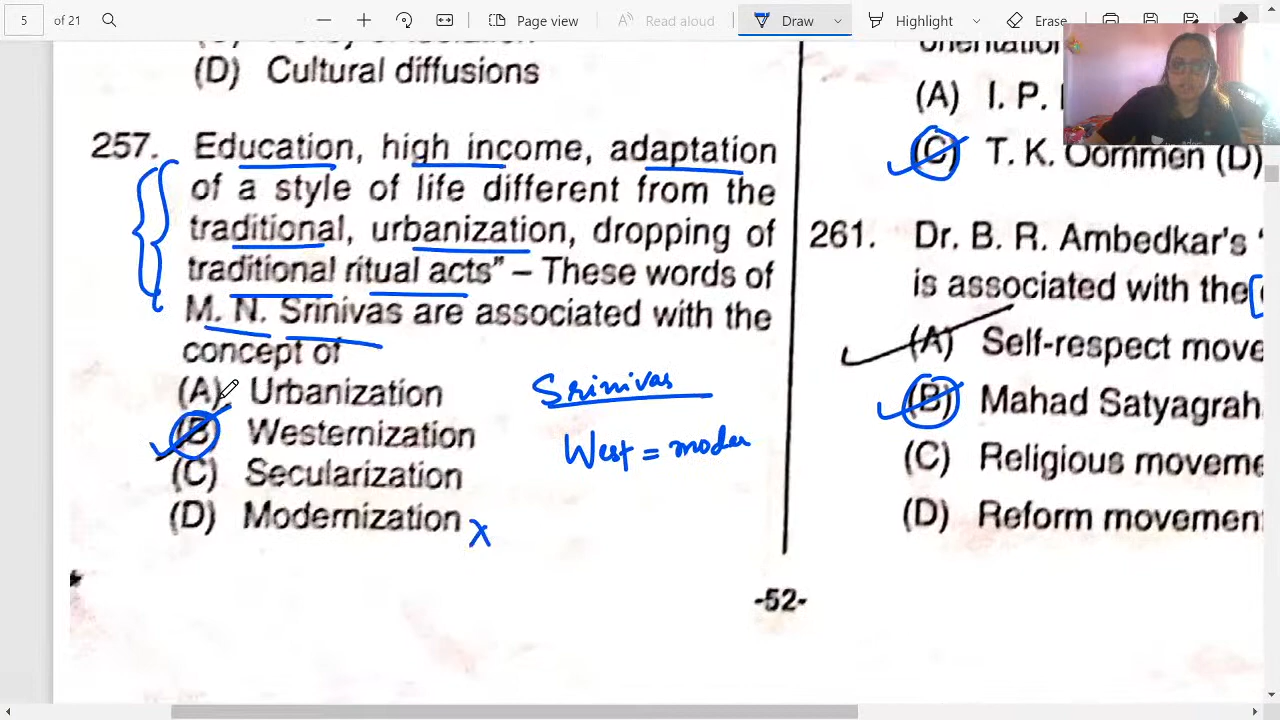 5 of 21 Page view Read aloud Draw Highlight Erase
(D) Cultural diffusions
257. Education, high income, adaptation
of a style of life different from the
traditional, urbanization, dropping of
traditional ritual acts" – These words of
M. N. Srinivas are associated with the
concept of
(A) Urbanization
(B) Westernization
(C) Secularization
(D) Modernization x
Srinivas
West = moder
orientation
(A) I. P.
(C) T. K. Oommen (D)
261. Dr. B. R. Ambedkar's '
is associated with the
(A) Self-respect move
(B) Mahad Satyagrah
(C) Religious moveme
(D) Reform movemen
-52-